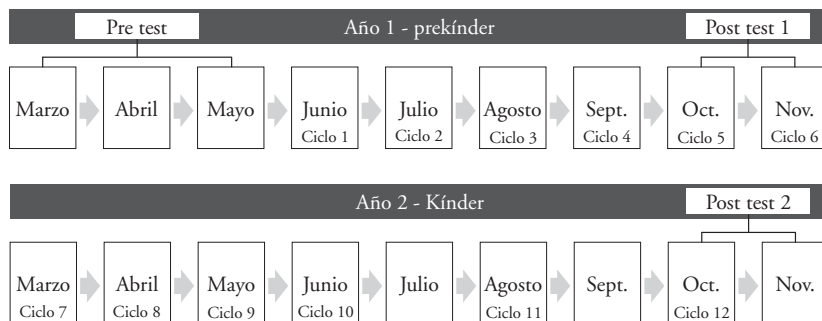 Pre test Año 1 - prekínder Post test 1
Marzo Abril Mayo Junio Julio Agosto Sept. Oct. Nov.
Ciclo 1 Ciclo 2 Ciclo 3 Ciclo 4 Ciclo 5 Ciclo 6
Año 2 - Kínder Post test 2
Marzo Abril Mayo Junio Julio Agosto Sept. Oct. Nov.
Ciclo 7 Ciclo 8 Ciclo 9 Ciclo 10 Ciclo 11 Ciclo 12